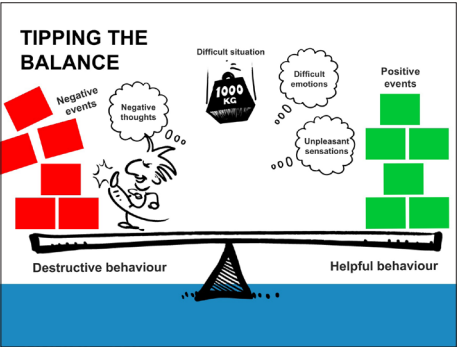 TIPPING THE
BALANCE
Difficult situation
1000
KG
Difficult
emotions
Positive
events
Negative
events
Negative
thoughts
Unpleasant
sensations
Destructive behaviour
Helpful behaviour